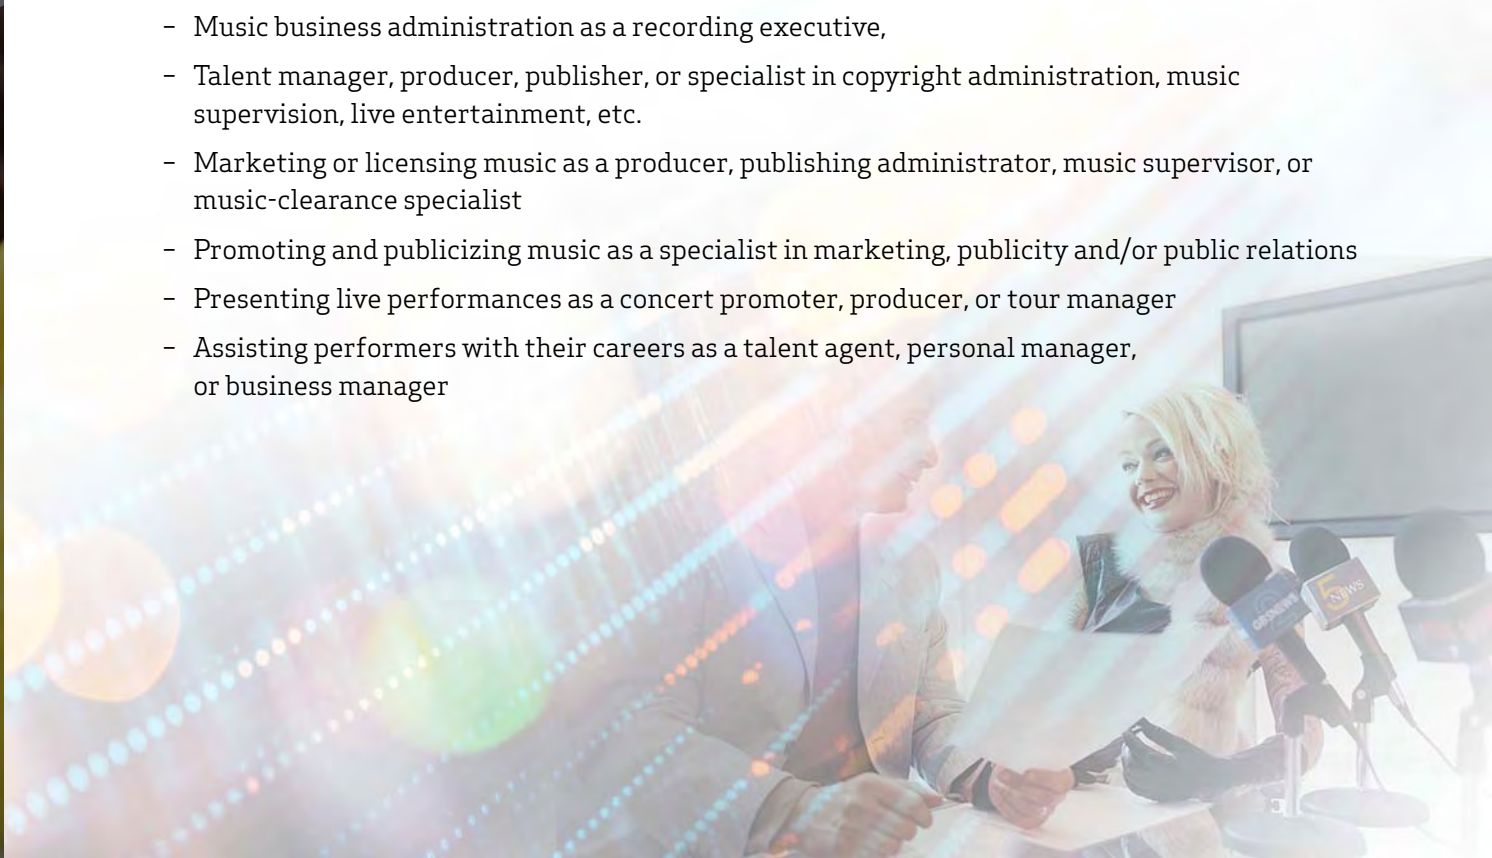 – Music business administration as a recording executive,
– Talent manager, producer, publisher, or specialist in copyright administration, music
supervision, live entertainment, etc.
– Marketing or licensing music as a producer, publishing administrator, music supervisor, or
music-clearance specialist
– Promoting and publicizing music as a specialist in marketing, publicity and/or public relations
– Presenting live performances as a concert promoter, producer, or tour manager
– Assisting performers with their careers as a talent agent, personal manager,
or business manager
5
NEWS